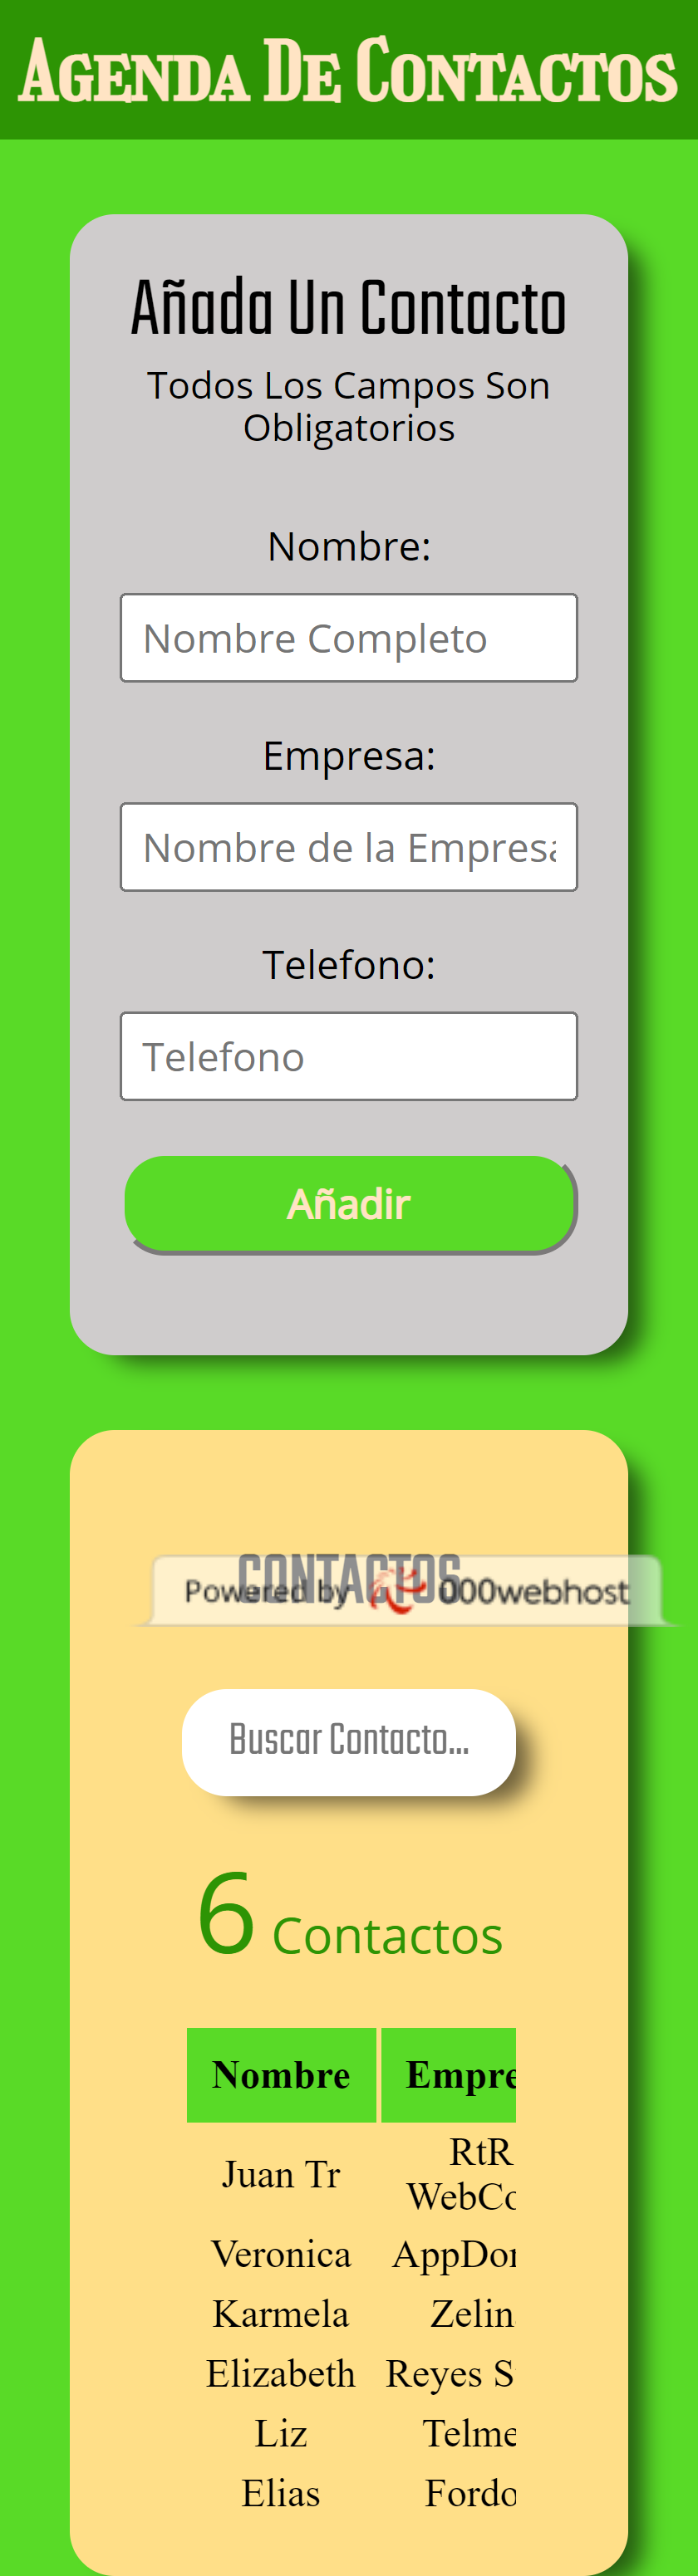 Agenda De Contactos
Añada Un Contacto
Todos Los Campos Son
Obligatorios
Nombre:
Nombre Completo
Empresa:
Nombre de la Empresa
Telefono:
Telefono
Añadir
CONTACTOS
Powered by 000webhost
Buscar Contacto...
6 Contactos
Nombre Empre
Juan Tr RtR
WebCo
Veronica AppDor
Karmela Zelin
Elizabeth Reyes S
Liz Telme
Elias Fordo